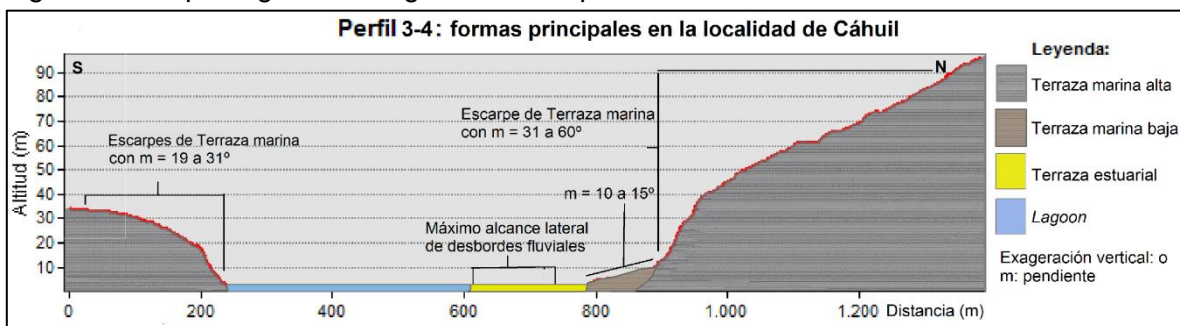 Perfil 3-4: formas principales en la localidad de Cáhuil
S
N
Altitud (m)
90
80
70
60
50
40
30
20
10
Escarpes de Terraza marina
con m = 19 a 31º
Máximo alcance lateral
de desbordes fluviales
Escarpe de Terraza marina
con m = 31 a 60º
m = 10 a 15º
0 200 400 600 800 1.000 1.200 Distancia (m)
Leyenda:
Terraza marina alta
Terraza marina baja
Terraza estuarial
Lagoon
Exageración vertical: o
m: pendiente